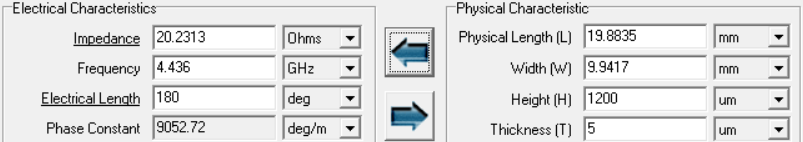 Electrical Characteristics
Impedance 20.2313 Ohms
Frequency 4.436 GHz
Electrical Length 180 deg
Phase Constant 9052.72 deg/m
Physical Characteristic
Physical Length (L) 19.8835 mm
Width (W) 9.9417 mm
Height (H) 1200 um
Thickness (T) 5 um